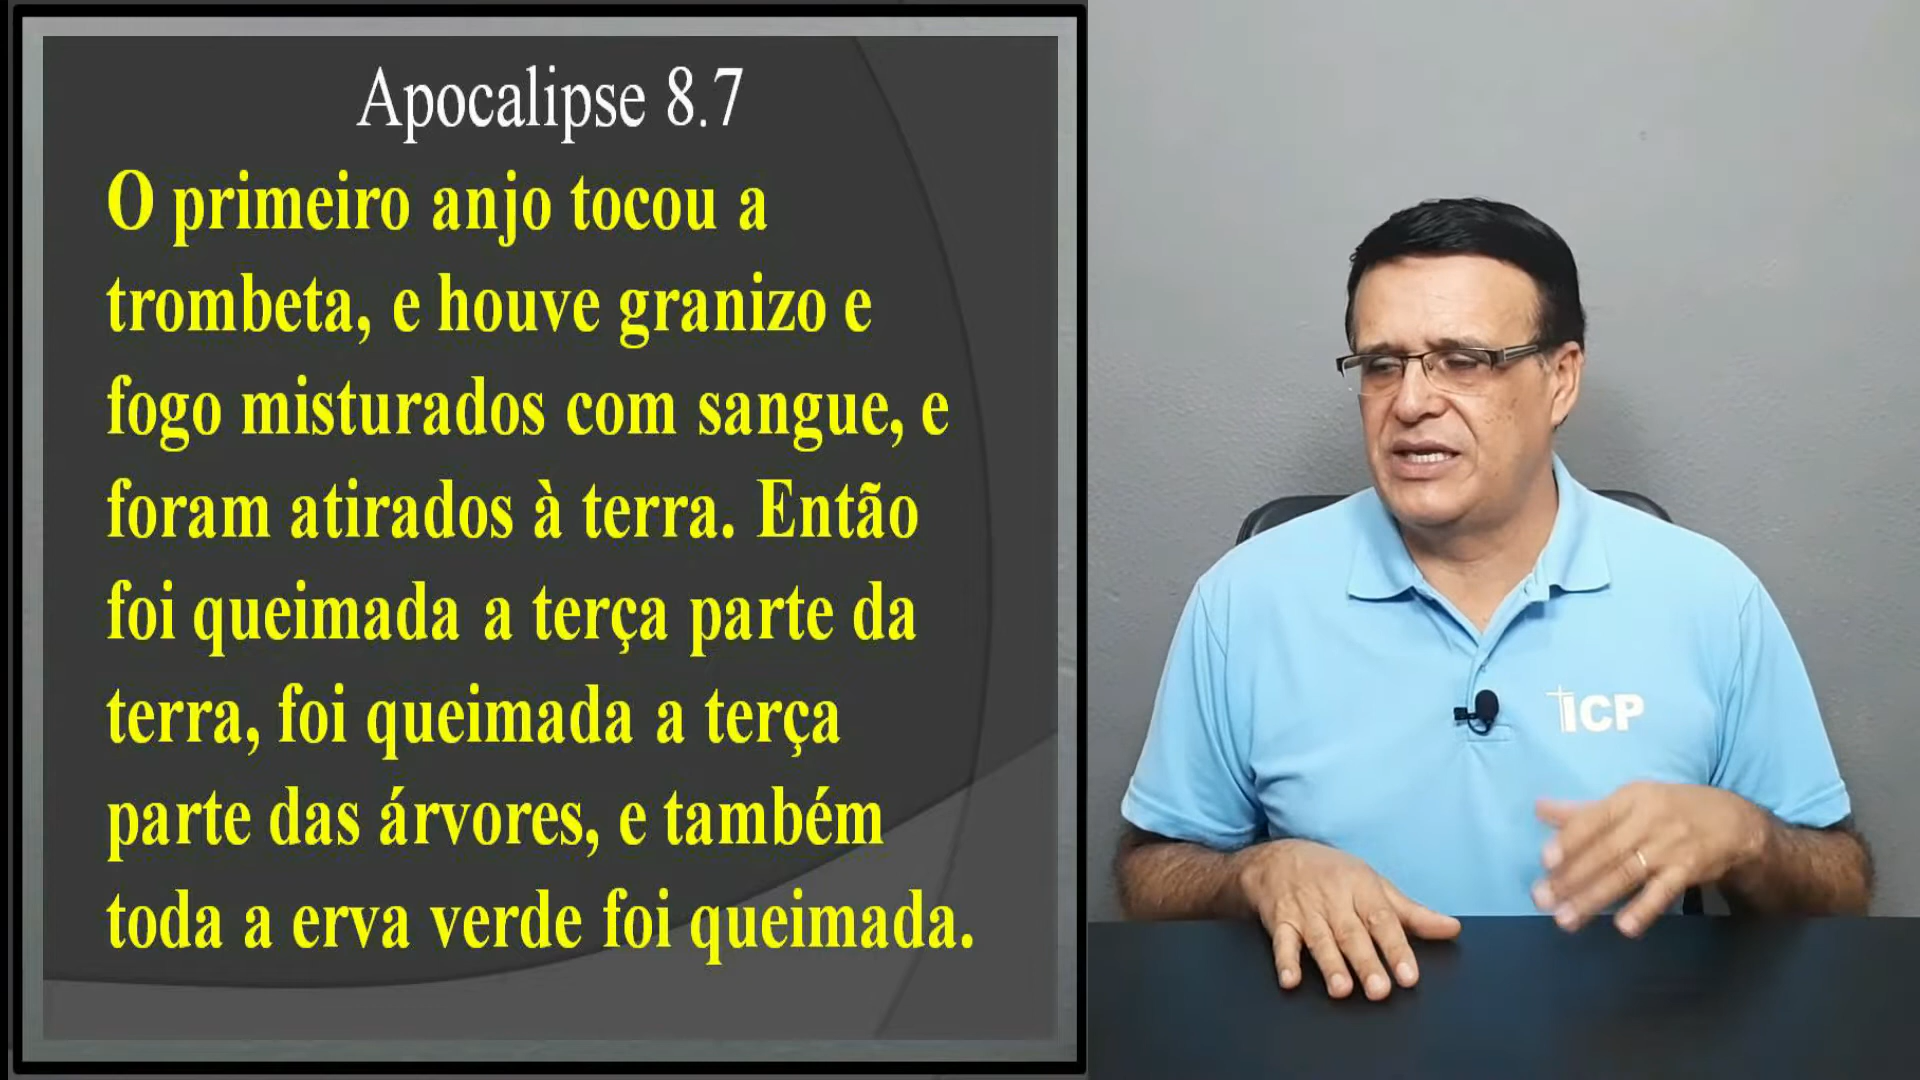 Apocalipse 8.7
O primeiro anjo tocou a
trombeta, e houve granizo e
fogo misturados com sangue, e
foram atirados à terra. Então
foi queimada a terça parte da
terra, foi queimada a terça
parte das árvores, e também
toda a erva verde foi queimada.
ICP